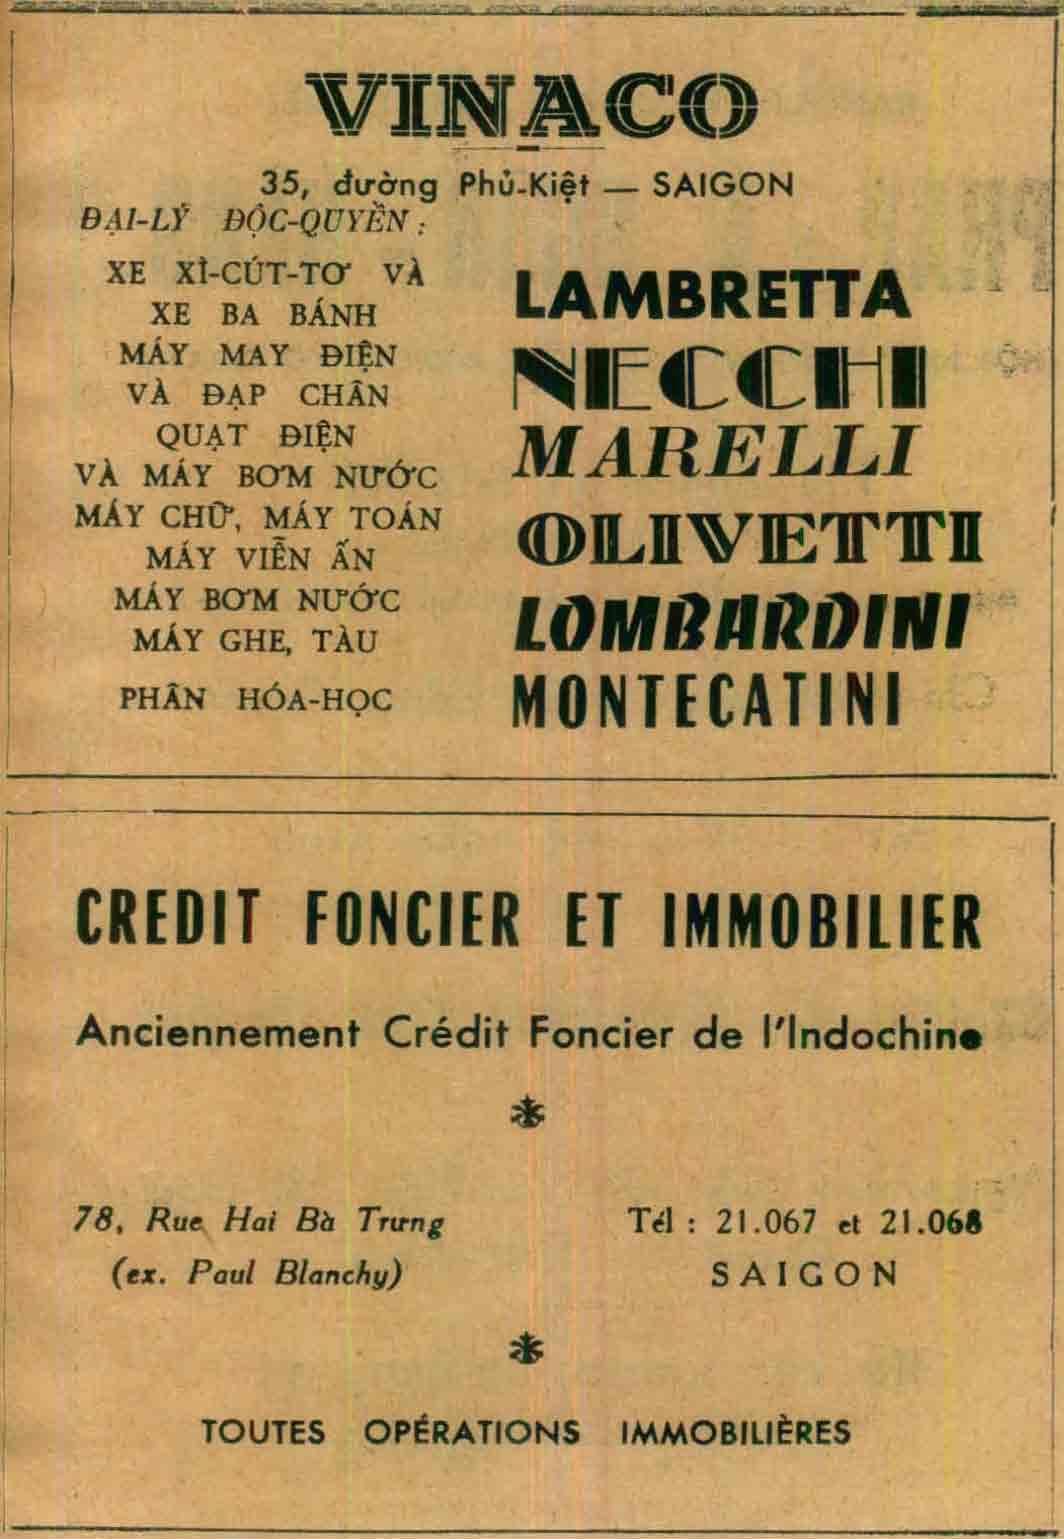 VINACO
35, đường Phủ-Kiệt — SAIGON
ĐẠI-LÝ ĐỘC-QUYỀN :
XE XÌ-CÚT-TƠ VÀ
XE BA BÁNH
LAMBRETTA
MÁY MAY ĐIỆN
VÀ ĐẠP CHÂN
NECCHI
QUẠT ĐIỆN
VÀ MÁY BƠM NƯỚC
MARELLI
MÁY CHỮ, MÁY TOÁN
MÁY VIỄN ẤN
OLIVETTI
MÁY BƠM NƯỚC
MÁY GHE, TÀU
LOMBARDINI
PHÂN HÓA-HỌC
MONTECATINI
CREDIT FONCIER ET IMMOBILIER
Anciennement Crédit Foncier de l'Indochine
78, Rue Hai Bà Trưng
(ex. Paul Blanchy)
Tél : 21.067 et 21.068
SAIGON
TOUTES OPÉRATIONS IMMOBILIÈRES